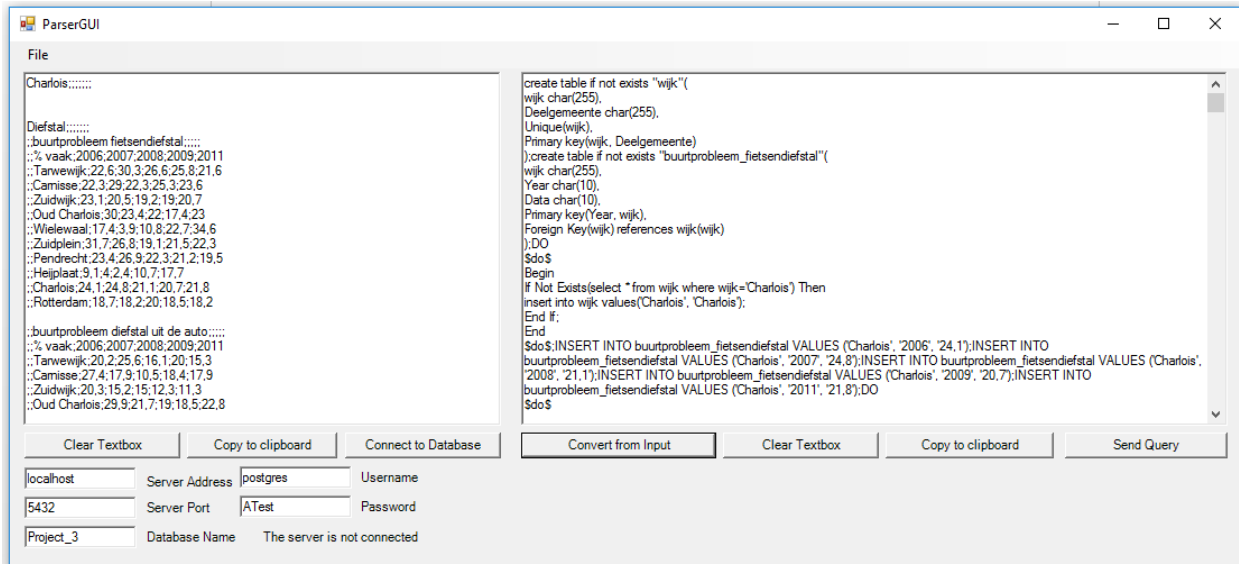 ParserGUI
File
Charlois;;;;;;;
Diefstal;;;;;;;
;;buurtprobleem fietsendiefstal;;;;;
;;% vaak;2006;2007;2008;2009;2011
;;Tarwewijk;22,6;30,3;26,6;25,8;21,6
;;Carnisse;22,3;29;22,3;25,3;23,6
;;Zuidwijk;23,1;20,5;19,2;19;20,7
;;Oud Charlois;30;23,4;22;17,4;23
;;Wielewaal;17,4;3,9;10,8;22,7;34,6
;;Zuidplein;31,7;26,8;19,1;21,5;22,3
;;Pendrecht;23,4;26,9;22,3;21,2;19,5
;;Heijplaat;9,1;4;2,4;10,7;17,7
;;Charlois;24,1;24,8;21,1;20,7;21,8
;;Rotterdam;18,7;18,2;20;18,5;18,2
;;buurtprobleem diefstal uit de auto;;;;;
;;% vaak;2006;2007;2008;2009;2011
;;Tarwewijk;20,2;25,6;16,1;20;15,3
;;Carnisse;27,4;17,9;10,5;18,4;17,9
;;Zuidwijk;20,3;15,2;15;12,3;11,3
;;Oud Charlois;29,9;21,7;19;18,5;22,8
create table if not exists "wijk"(
wijk char(255),
Deelgemeente char(255),
Unique(wijk),
Primary key(wijk, Deelgemeente)
);create table if not exists "buurtprobleem_fietsendiefstal"(
wijk char(255),
Year char(10),
Data char(10),
Primary key(Year, wijk),
Foreign Key(wijk) references wijk(wijk)
);DO
$do$
Begin
If Not Exists(select * from wijk where wijk='Charlois') Then
insert into wijk values('Charlois', 'Charlois');
End If;
End
$do$;INSERT INTO buurtprobleem_fietsendiefstal VALUES ('Charlois', '2006', '24,1');INSERT INTO
buurtprobleem_fietsendiefstal VALUES ('Charlois', '2007', '24,8');INSERT INTO buurtprobleem_fietsendiefstal VALUES ('Charlois',
'2008', '21,1');INSERT INTO buurtprobleem_fietsendiefstal VALUES ('Charlois', '2009', '20,7');INSERT INTO
buurtprobleem_fietsendiefstal VALUES ('Charlois', '2011', '21,8');DO
$do$
Clear Textbox
Copy to clipboard
Connect to Database
Convert from Input
Clear Textbox
Copy to clipboard
Send Query
localhost Server Address postgres Username
5432 Server Port ATest Password
Project_3 Database Name The server is not connected